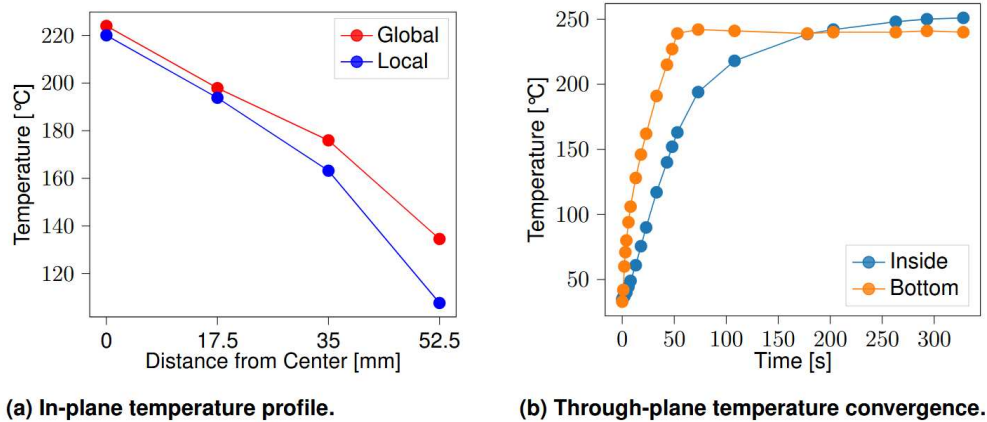 220
200
180
160
140
120
Temperature [°C]
Global
Local
0 17.5 35 52.5
Distance from Center [mm]
(a) In-plane temperature profile.
250
200
150
100
50
Temperature [°C]
Inside
Bottom
0 50 100 150 200 250 300
Time [s]
(b) Through-plane temperature convergence.